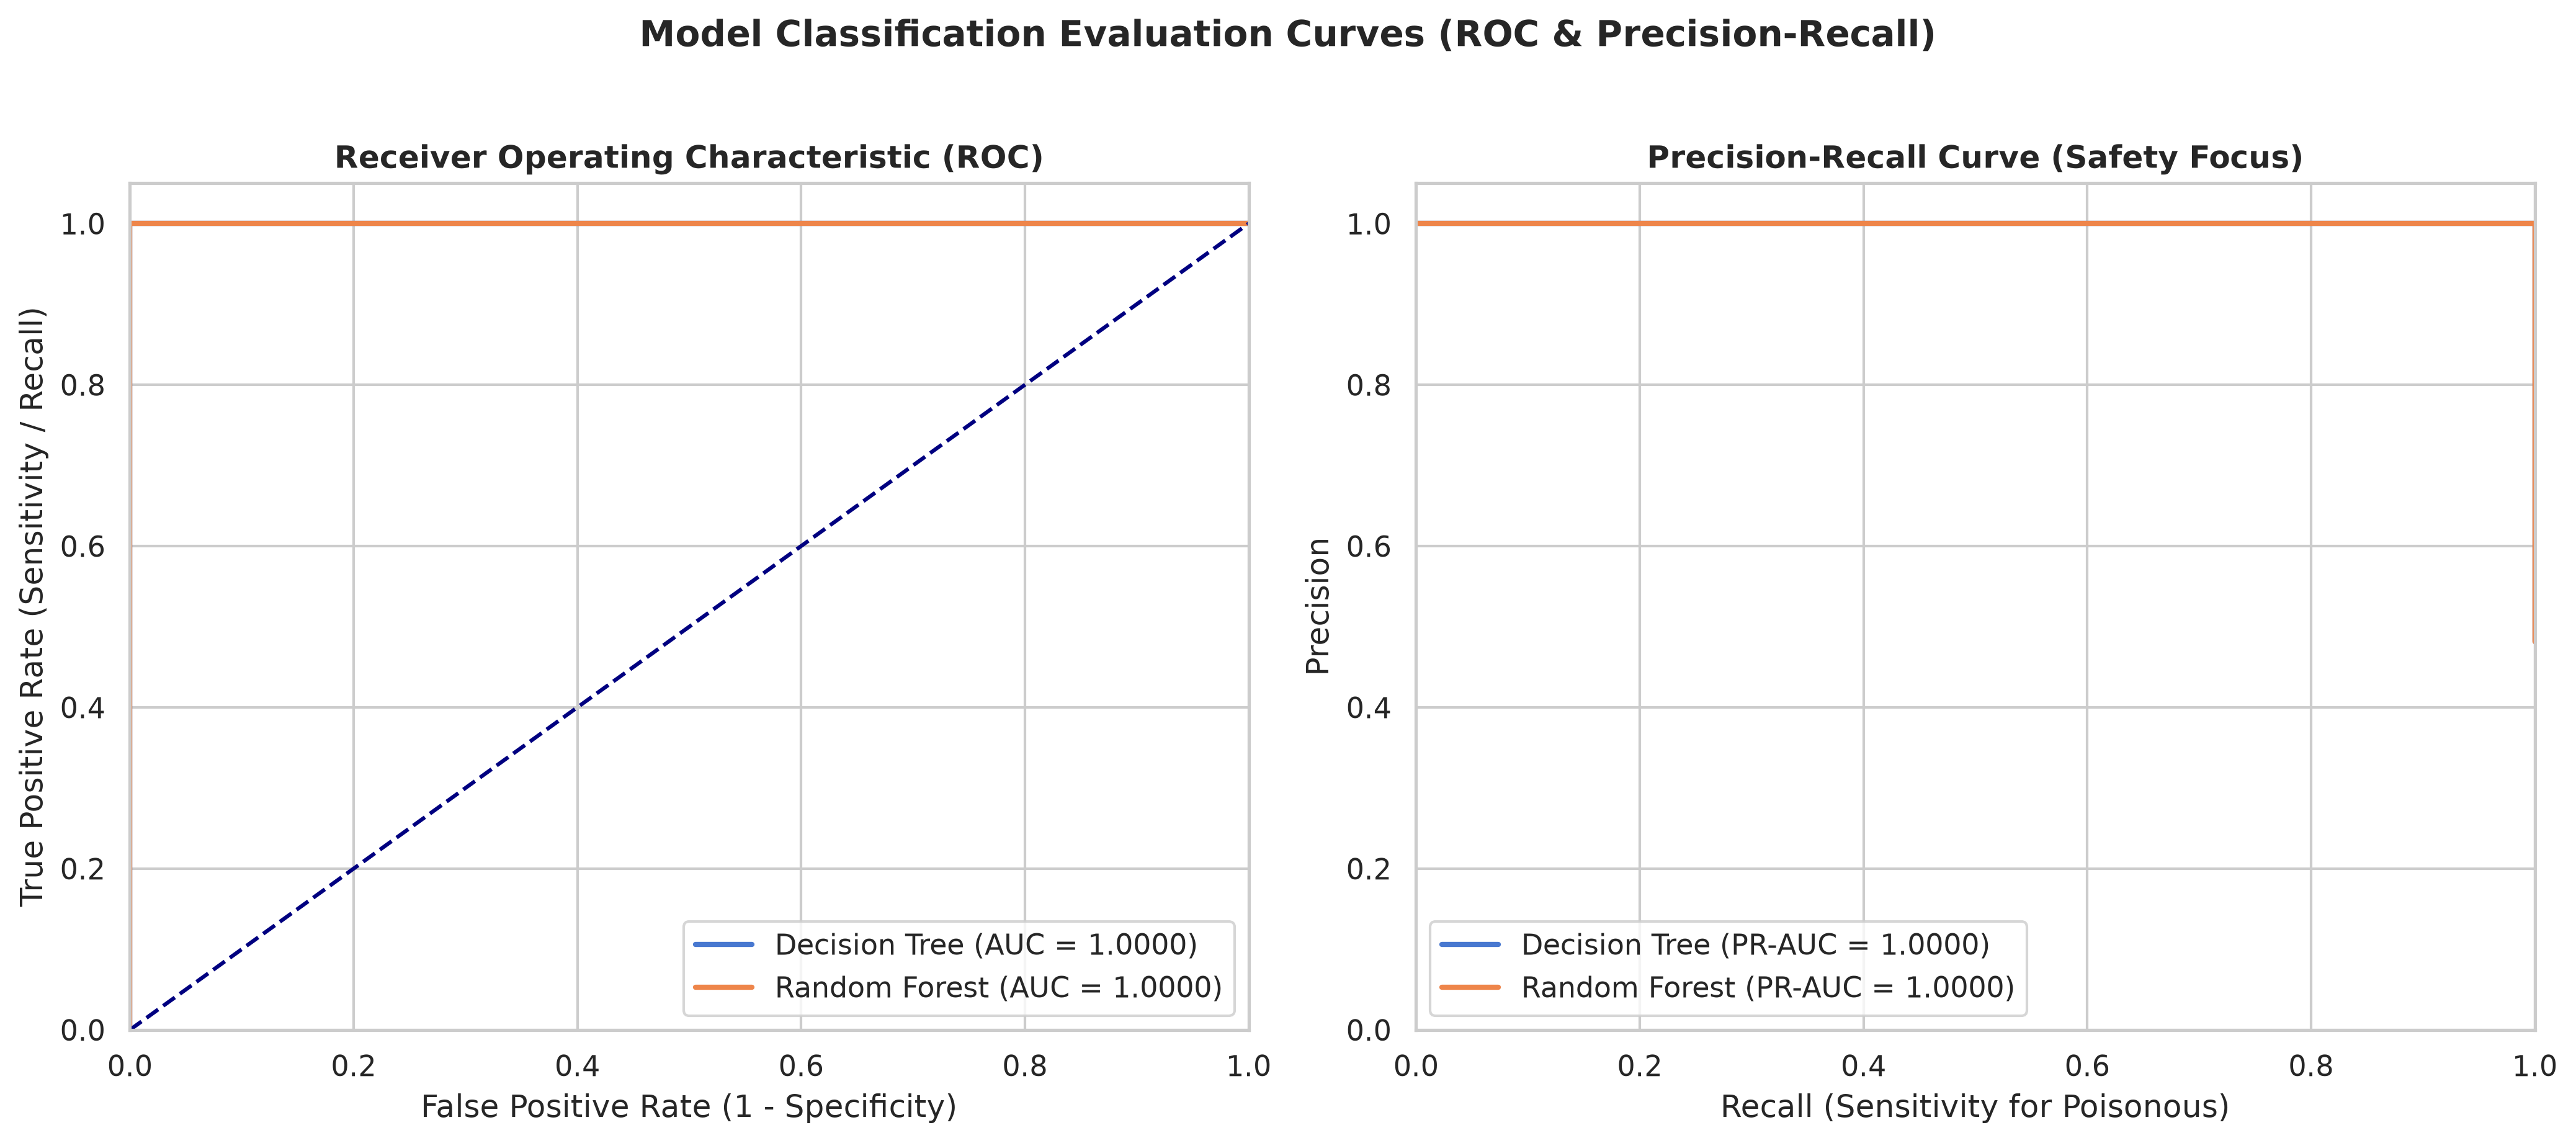 Model Classification Evaluation Curves (ROC & Precision-Recall)
Receiver Operating Characteristic (ROC)
True Positive Rate (Sensitivity / Recall)
1.0
0.8
0.6
0.4
0.2
0.0
Decision Tree (AUC = 1.0000)
Random Forest (AUC = 1.0000)
0.0 0.2 0.4 0.6 0.8 1.0
False Positive Rate (1 - Specificity)
Precision-Recall Curve (Safety Focus)
Precision
1.0
0.8
0.6
0.4
0.2
0.0
Decision Tree (PR-AUC = 1.0000)
Random Forest (PR-AUC = 1.0000)
0.0 0.2 0.4 0.6 0.8 1.0
Recall (Sensitivity for Poisonous)